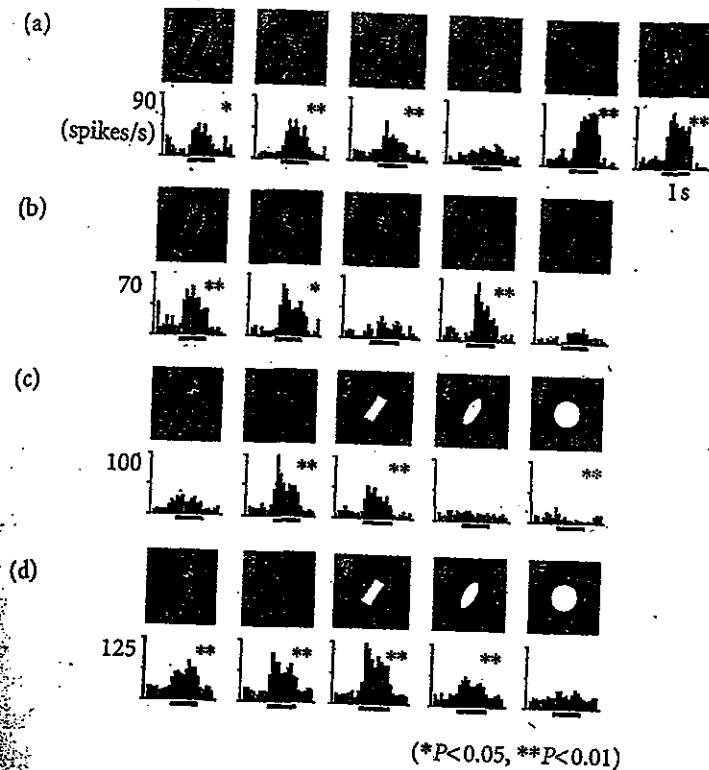 (a)
90
(spikes/s)
* ** ** ** **
1 s
(b)
70
** * **
(c)
100
** ** **
(d)
125
** ** ** **
(*P<0.05, **P<0.01)